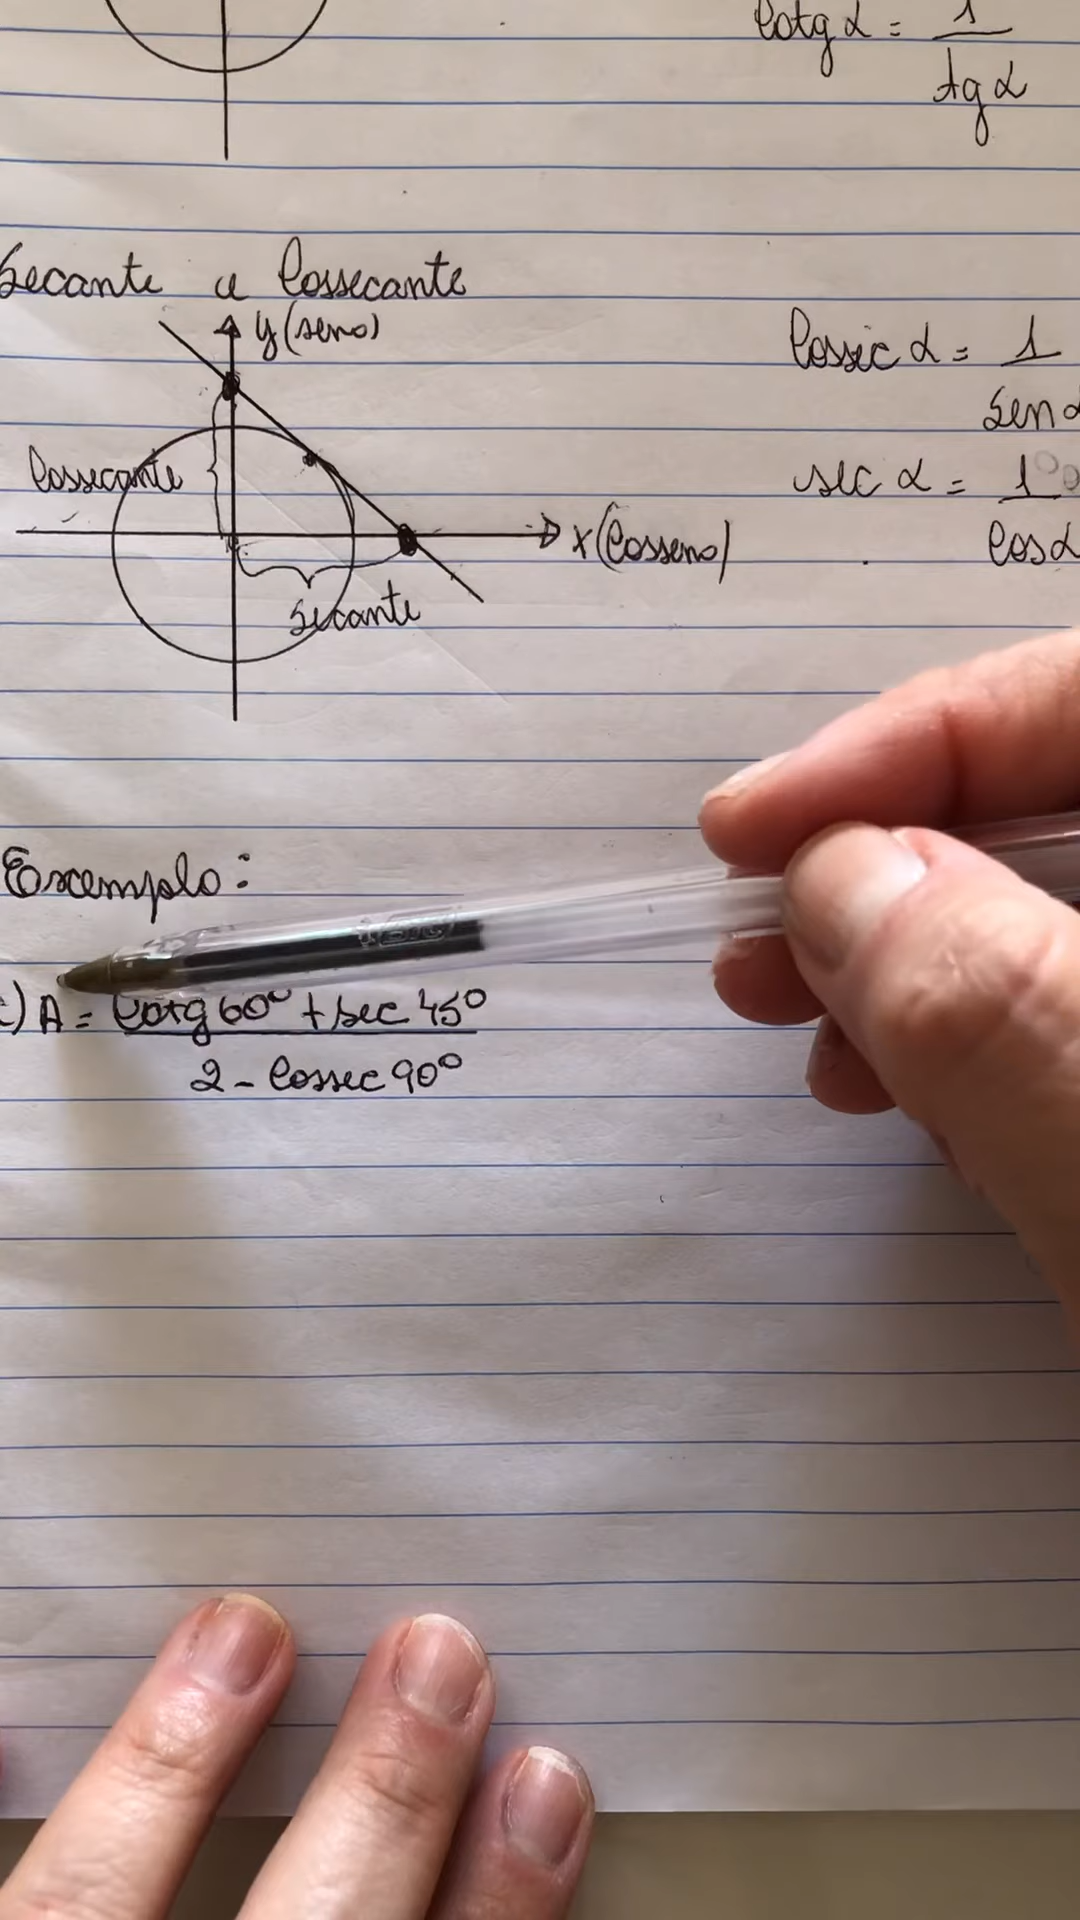 Cotg α = 1
tg α
Secante e Cossecante
y (seno)
Cossec α = 1
sen α
Cossecante
sec α = 1
cos α
x (Cosseno)
Secante
Exemplo:
A = Cotg 60° + sec 45°
2 - Cossec 90°